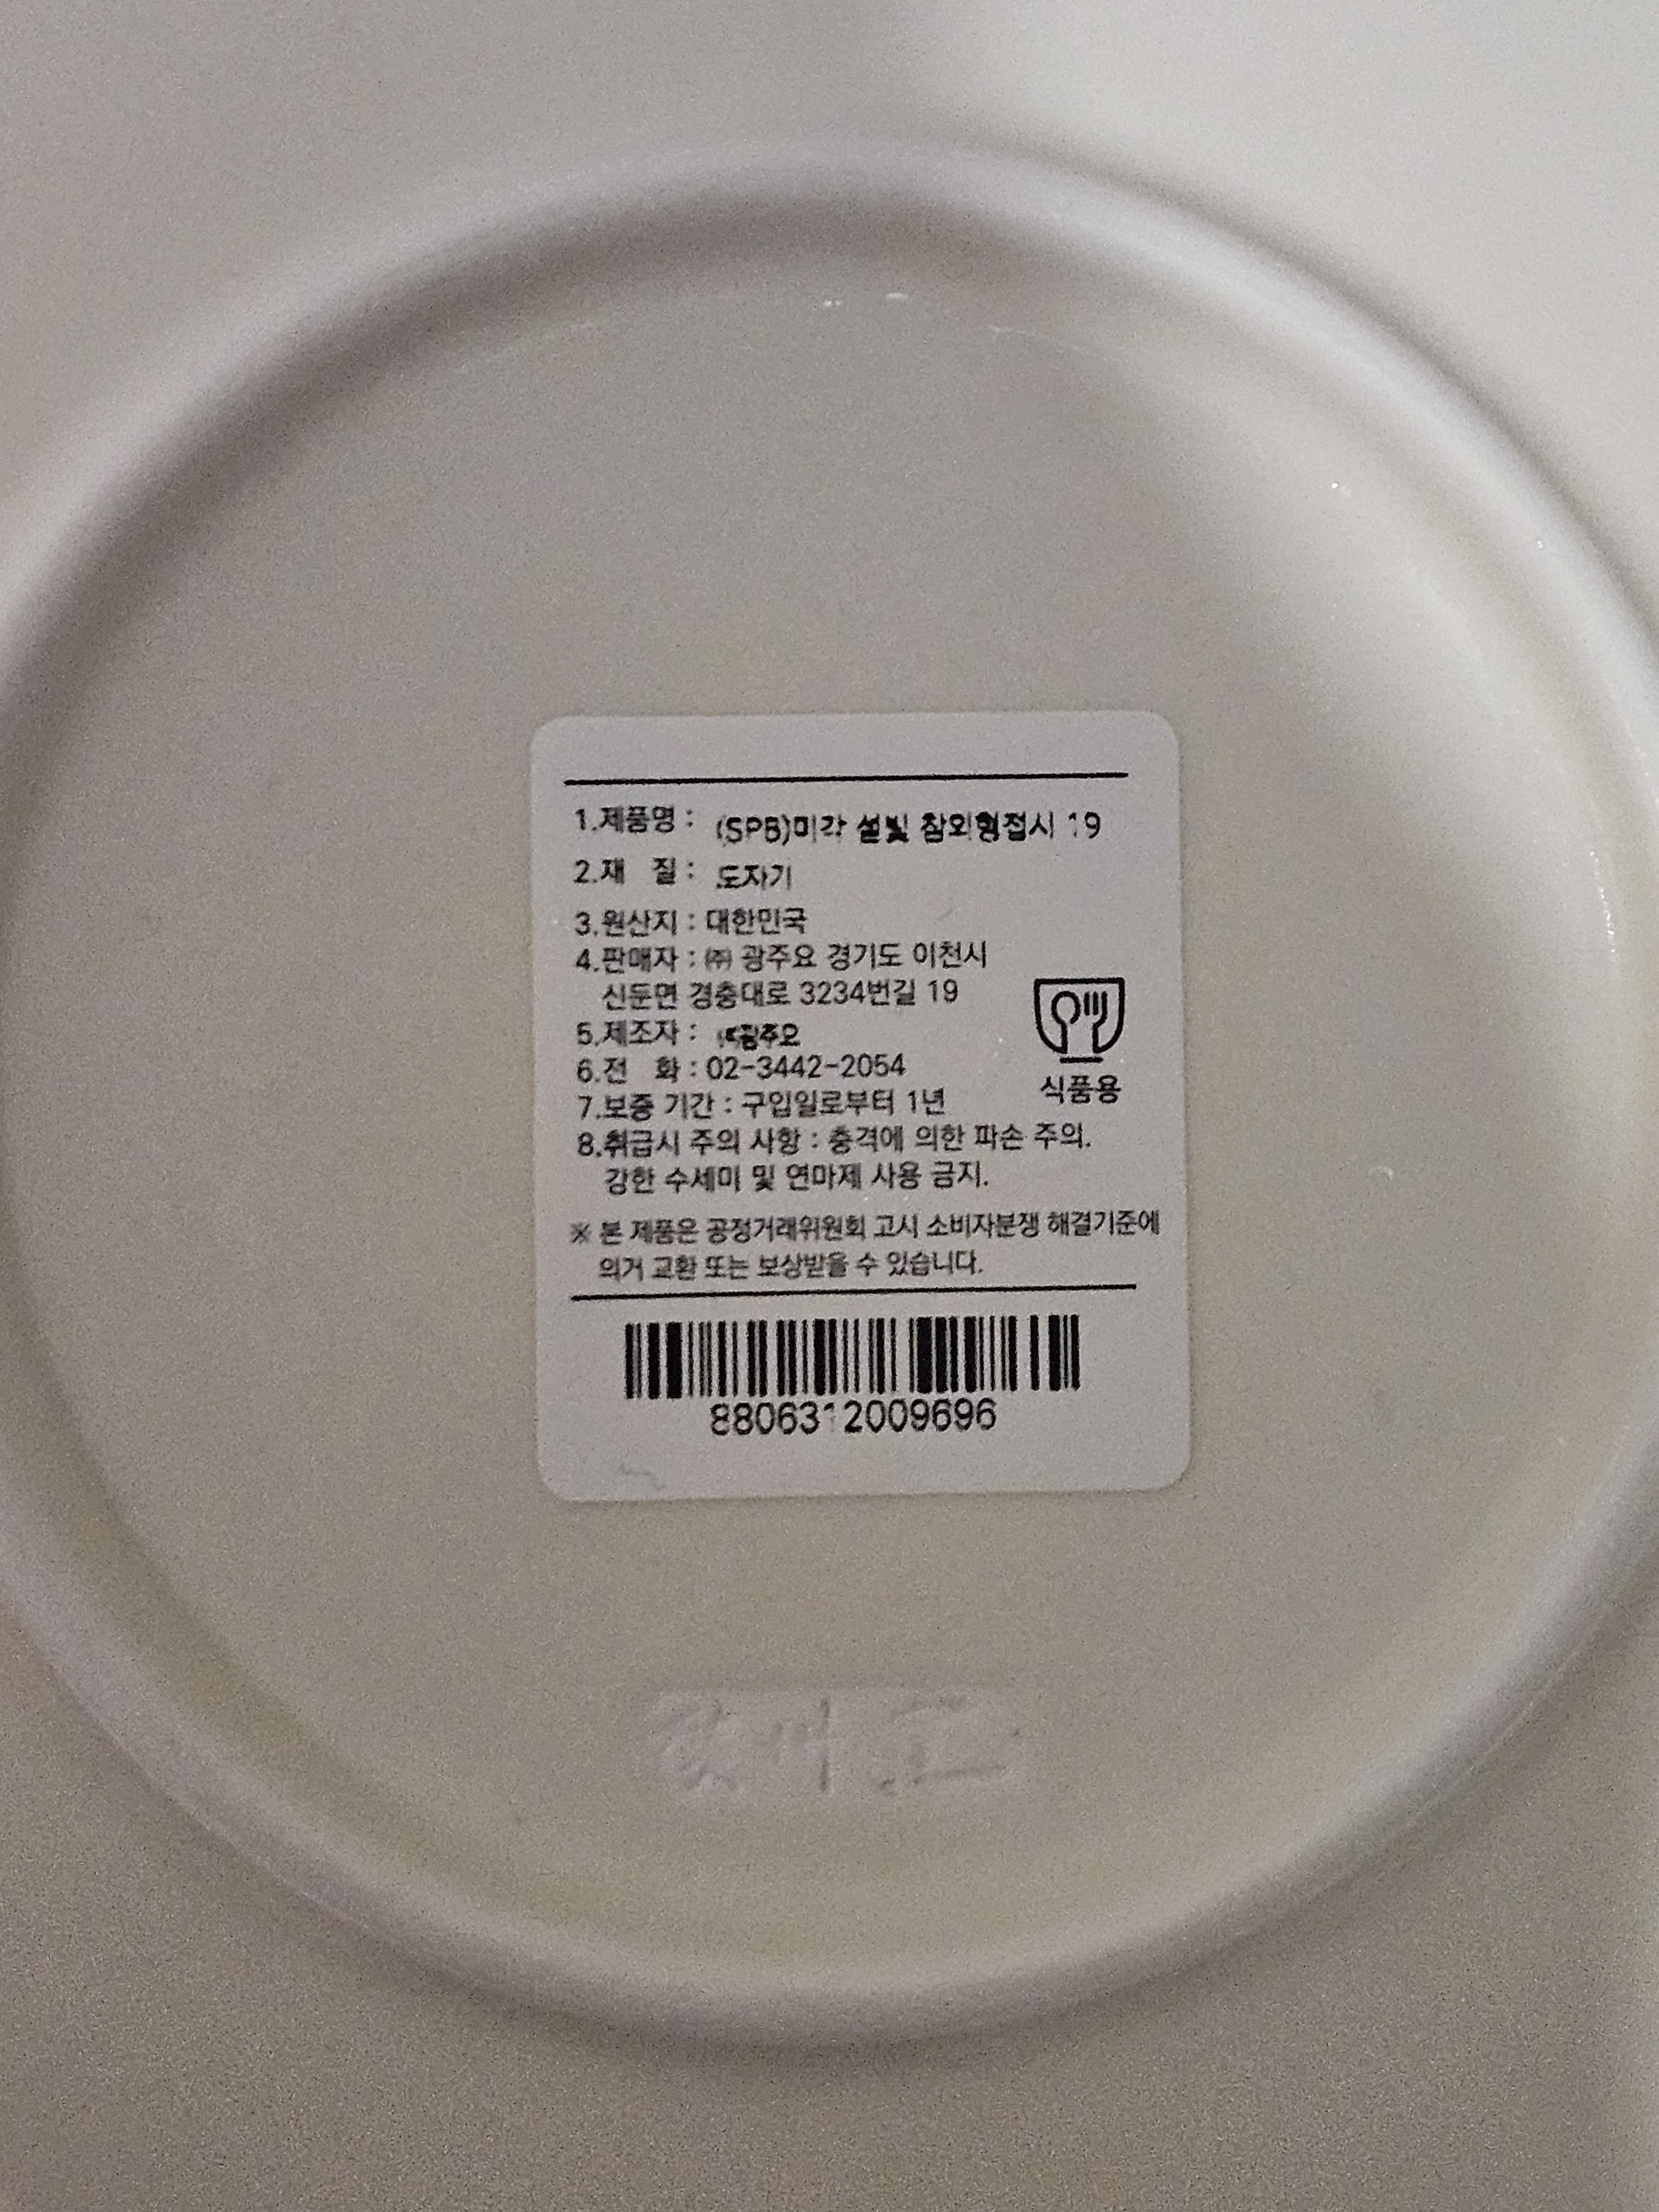 1.제품명 : (SPB)미각 설빛 참외형접시 19
2.재 질 : 도자기
3.원산지 : 대한민국
4.판매자 : ㈜ 광주요 경기도 이천시
신둔면 경충대로 3234번길 19
5.제조자 : 광주요
6.전 화 : 02-3442-2054
7.보증 기간 : 구입일로부터 1년
8.취급시 주의 사항 : 충격에 의한 파손 주의.
강한 수세미 및 연마제 사용 금지.
식품용
※ 본 제품은 공정거래위원회 고시 소비자분쟁 해결기준에
의거 교환 또는 보상받을 수 있습니다.
8806312009696